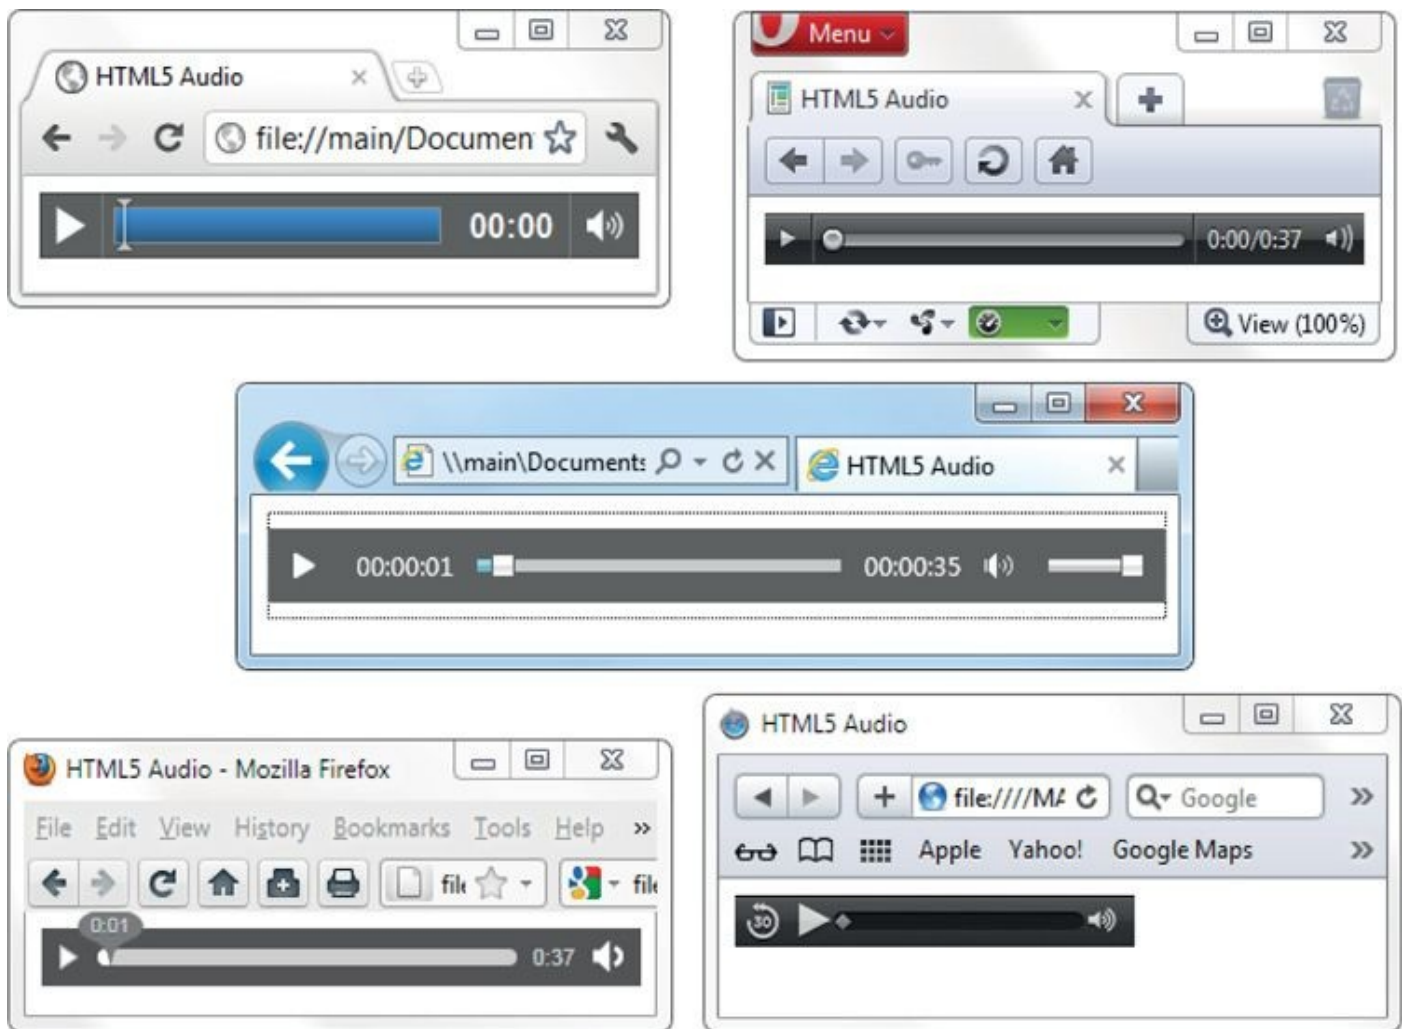 HTML5 Audio
file://main/Documen
00:00
Menu
HTML5 Audio
0:00/0:37
View (100%)
\\main\Documents
HTML5 Audio
00:00:01
00:00:35
HTML5 Audio - Mozilla Firefox
File Edit View History Bookmarks Tools Help »
file
file
0:01
0:37
HTML5 Audio
file:////MA
Google »
Apple Yahoo! Google Maps »
30